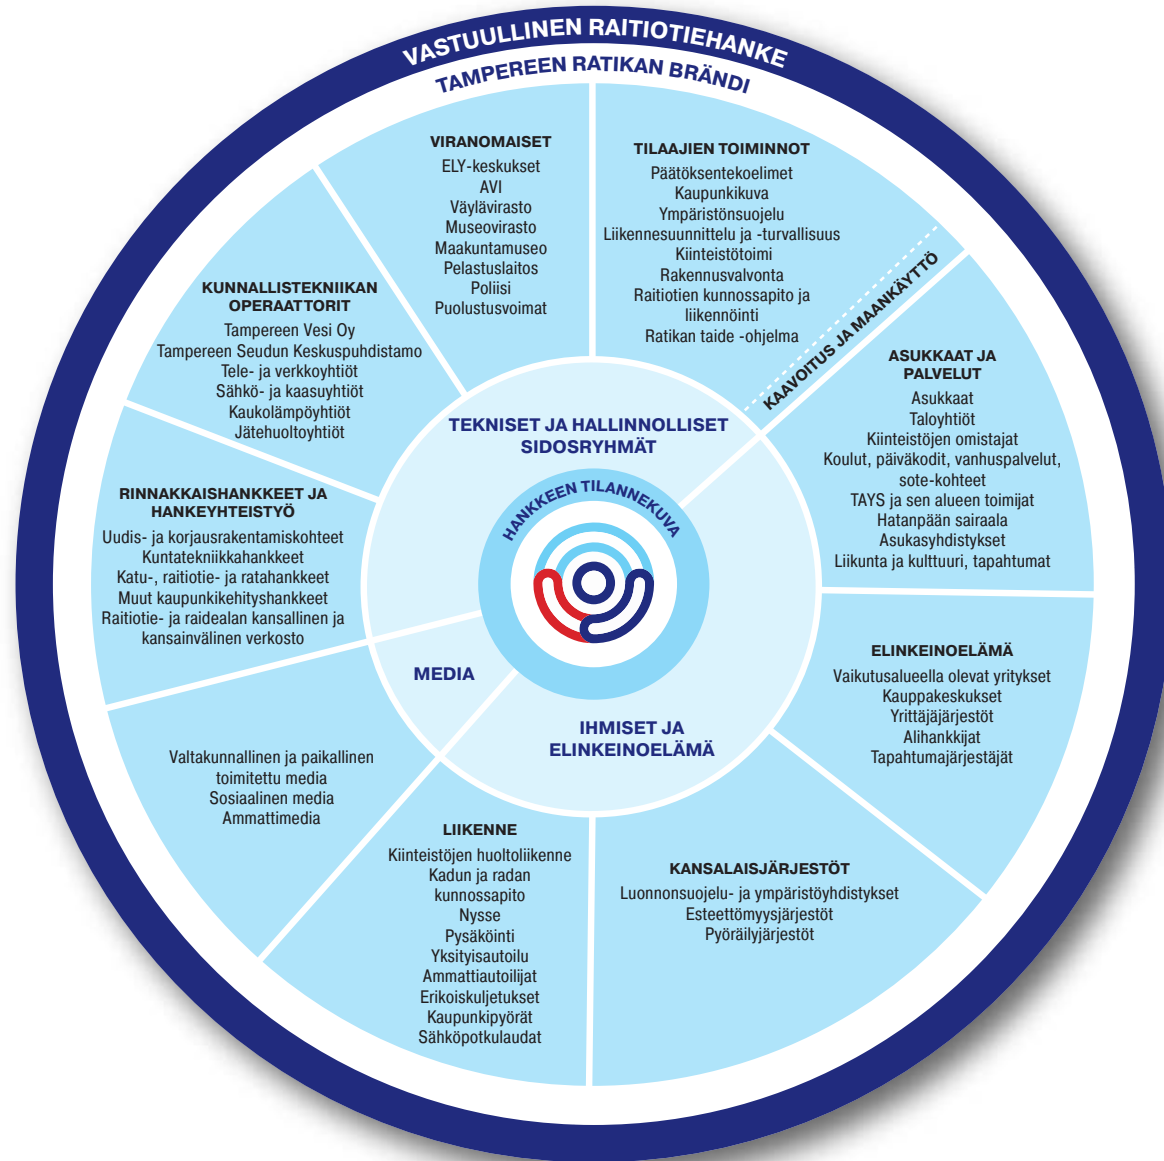 VASTUULLINEN RAITIOTIEHANKE
TAMPEREEN RATIKAN BRÄNDI
VIRANOMAISET
ELY-keskukset
AVI
Väylävirasto
Museovirasto
Maakuntamuseo
Pelastuslaitos
Poliisi
Puolustusvoimat
TILAAJIEN TOIMINNOT
Päätöksentekoelimet
Kaupunkikuva
Ympäristönsuojelu
Liikennesuunnittelu ja -turvallisuus
Kiinteistötoimi
Rakennusvalvonta
Raitiotien kunnossapito ja
liikennöinti
Ratikan taide -ohjelma
KAAVOITUS JA MAANKÄYTTÖ
ASUKKAAT JA
PALVELUT
Asukkaat
Taloyhtiöt
Kiinteistöjen omistajat
Koulut, päiväkodit, vanhuspalvelut,
sote-kohteet
TAYS ja sen alueen toimijat
Hatanpään sairaala
Asukasyhdistykset
Liikunta ja kulttuuri, tapahtumat
ELINKEINOELÄMÄ
Vaikutusalueella olevat yritykset
Kauppakeskukset
Yrittäjäjärjestöt
Alihankkijat
Tapahtumajärjestäjät
KANSALAISJÄRJESTÖT
Luonnonsuojelu- ja ympäristöyhdistykset
Esteettömyysjärjestöt
Pyöräilyjärjestöt
LIIKENNE
Kiinteistöjen huoltoliikenne
Kadun ja radan
kunnossapito
Nysse
Pysäköinti
Yksityisautoilu
Ammattiautoilijat
Erikoiskuljetukset
Kaupunkipyörät
Sähköpotkulaudat
Valtakunnallinen ja paikallinen
toimitettu media
Sosiaalinen media
Ammattimedia
RINNAKKAISHANKKEET JA
HANKEYHTEISTYÖ
Uudis- ja korjausrakentamiskohteet
Kuntatekniikkahankkeet
Katu-, raitiotie- ja ratahankkeet
Muut kaupunkikehityshankkeet
Raitiotie- ja raidealan kansallinen ja
kansainvälinen verkosto
KUNNALLISTEKNIIKAN
OPERAATTORIT
Tampereen Vesi Oy
Tampereen Seudun Keskuspuhdistamo
Tele- ja verkkoyhtiöt
Sähkö- ja kaasuyhtiöt
Kaukolämpöyhtiöt
Jätehuoltoyhtiöt
TEKNISET JA HALLINNOLLISET
SIDOSRYHMÄT
HANKKEEN TILANNEKUVA
MEDIA
IHMISET JA
ELINKEINOELÄMÄ